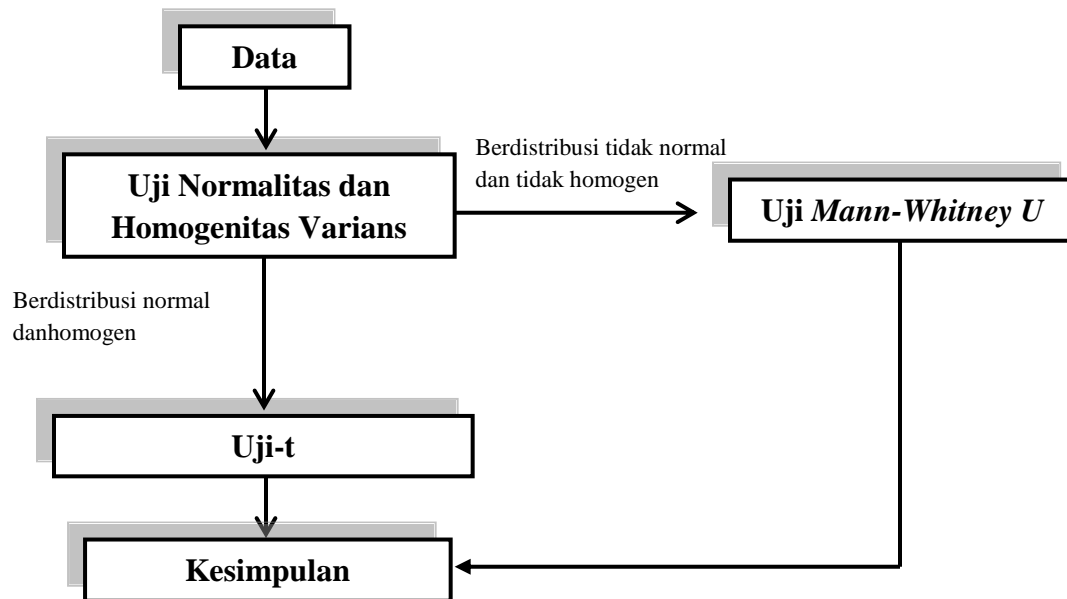 Data
Uji Normalitas dan
Homogenitas Varians
Berdistribusi tidak normal
dan tidak homogen
Uji Mann-Whitney U
Berdistribusi normal
danhomogen
Uji-t
Kesimpulan